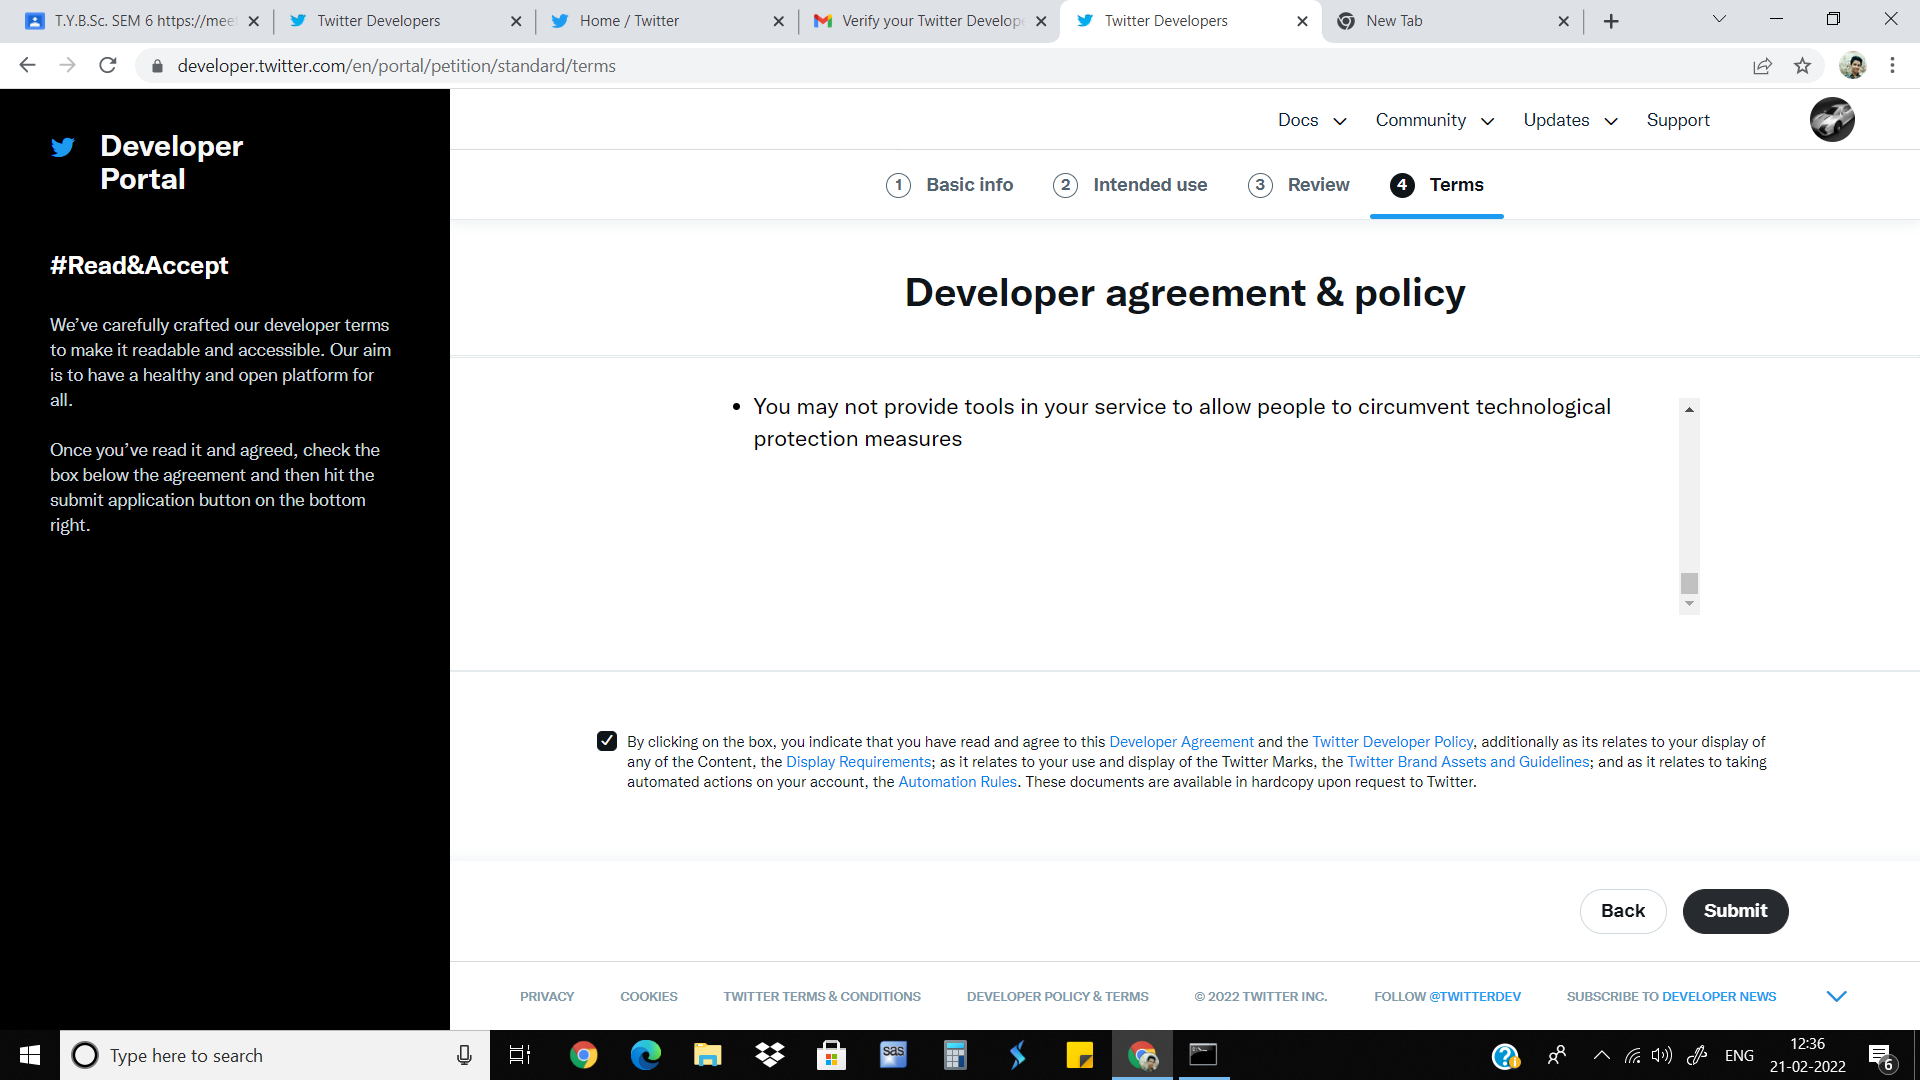 T.Y.B.Sc. SEM 6 https://meet
Twitter Developers
Home / Twitter
Verify your Twitter Develope
Twitter Developers
New Tab
developer.twitter.com/en/portal/petition/standard/terms
Developer
Portal
Docs
Community
Updates
Support
1 Basic info
2 Intended use
3 Review
4 Terms
#Read&Accept
We’ve carefully crafted our developer terms
to make it readable and accessible. Our aim
is to have a healthy and open platform for
all.
Once you’ve read it and agreed, check the
box below the agreement and then hit the
submit application button on the bottom
right.
Developer agreement & policy
• You may not provide tools in your service to allow people to circumvent technological
protection measures
By clicking on the box, you indicate that you have read and agree to this Developer Agreement and the Twitter Developer Policy, additionally as its relates to your display of
any of the Content, the Display Requirements; as it relates to your use and display of the Twitter Marks, the Twitter Brand Assets and Guidelines; and as it relates to taking
automated actions on your account, the Automation Rules. These documents are available in hardcopy upon request to Twitter.
Back
Submit
PRIVACY
COOKIES
TWITTER TERMS & CONDITIONS
DEVELOPER POLICY & TERMS
© 2022 TWITTER INC.
FOLLOW @TWITTERDEV
SUBSCRIBE TO DEVELOPER NEWS
Type here to search
sas
ENG
12:36
21-02-2022
6